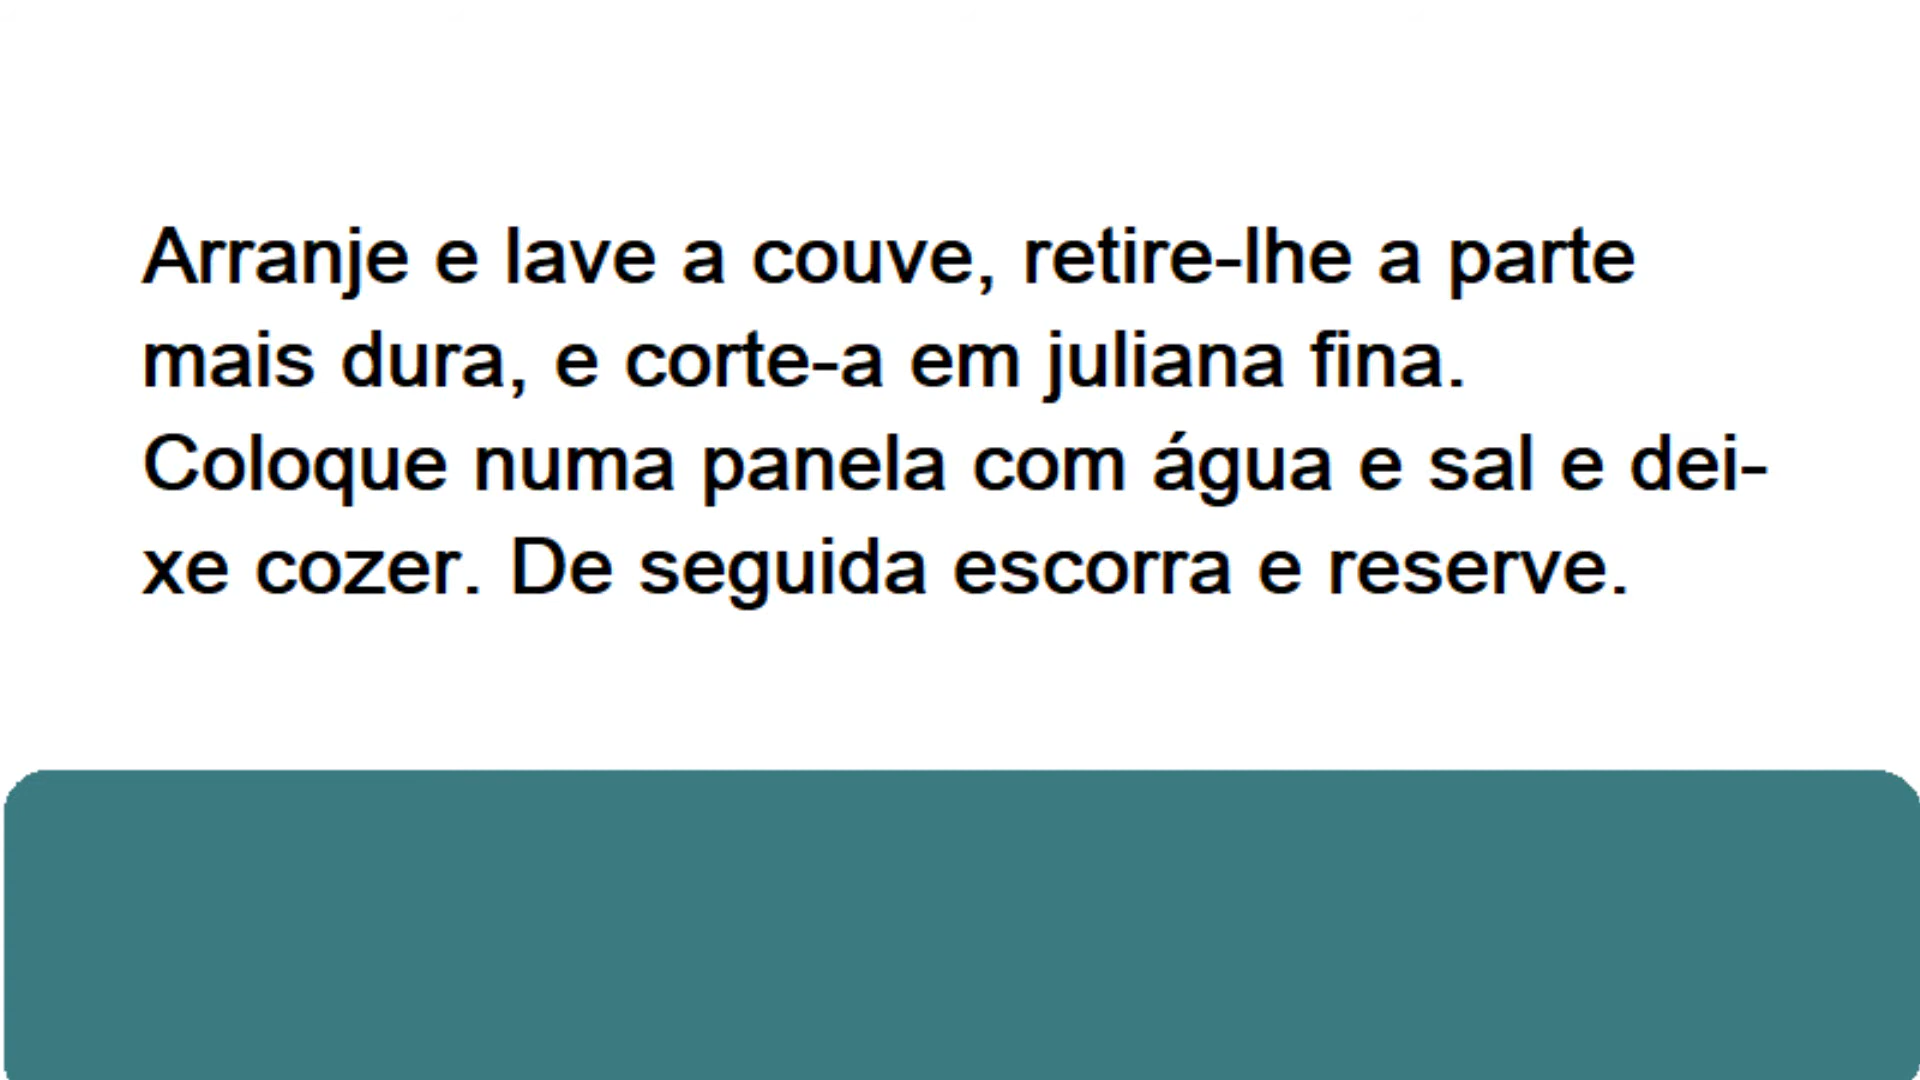 Arranje e lave a couve, retire-lhe a parte
mais dura, e corte-a em juliana fina.
Coloque numa panela com água e sal e dei-
xe cozer. De seguida escorra e reserve.